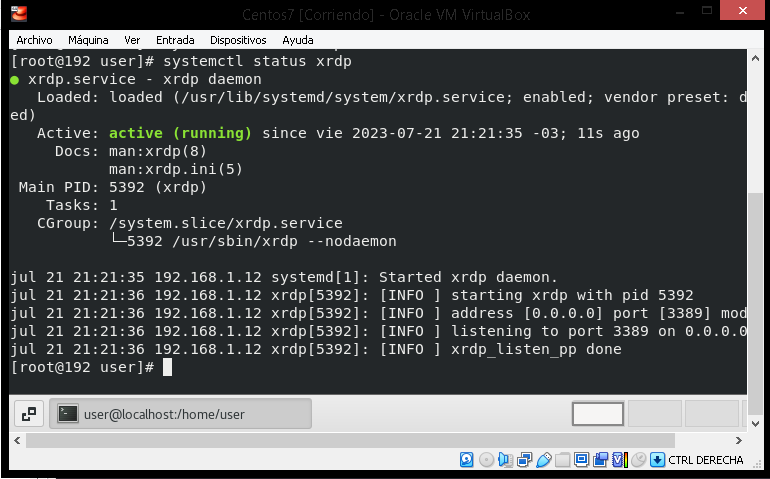 Centos7 [Corriendo] - Oracle VM VirtualBox
Archivo Máquina Ver Entrada Dispositivos Ayuda
[root@192 user]# systemctl status xrdp
● xrdp.service - xrdp daemon
Loaded: loaded (/usr/lib/systemd/system/xrdp.service; enabled; vendor preset: d
ed)
Active: active (running) since vie 2023-07-21 21:21:35 -03; 11s ago
Docs: man:xrdp(8)
man:xrdp.ini(5)
Main PID: 5392 (xrdp)
Tasks: 1
CGroup: /system.slice/xrdp.service
└─5392 /usr/sbin/xrdp --nodaemon
jul 21 21:21:35 192.168.1.12 systemd[1]: Started xrdp daemon.
jul 21 21:21:36 192.168.1.12 xrdp[5392]: [INFO ] starting xrdp with pid 5392
jul 21 21:21:36 192.168.1.12 xrdp[5392]: [INFO ] address [0.0.0.0] port [3389] mod
jul 21 21:21:36 192.168.1.12 xrdp[5392]: [INFO ] listening to port 3389 on 0.0.0.0
jul 21 21:21:36 192.168.1.12 xrdp[5392]: [INFO ] xrdp_listen_pp done
[root@192 user]#
user@localhost:/home/user
CTRL DERECHA